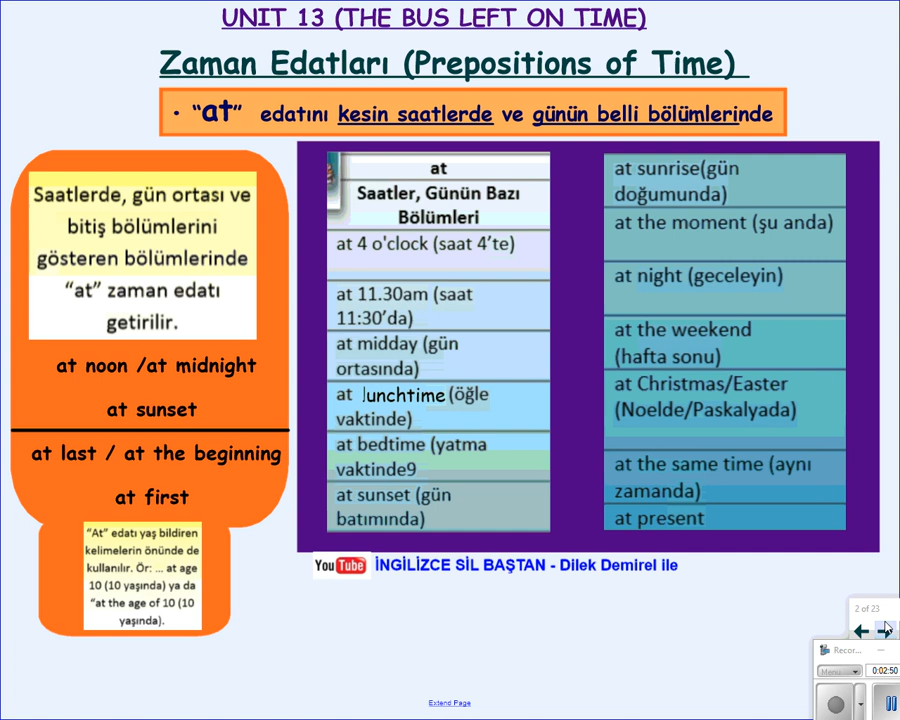 UNIT 13 (THE BUS LEFT ON TIME)
Zaman Edatları (Prepositions of Time)
• “at” edatını kesin saatlerde ve günün belli bölümlerinde
Saatlerde, gün ortası ve
bitiş bölümlerini
gösteren bölümlerinde
“at” zaman edatı
getirilir.
at noon /at midnight
at sunset
at last / at the beginning
at first
“At” edatı yaş bildiren
kelimelerin önünde de
kullanılır. Ör: ... at age
10 (10 yaşında) ya da
“at the age of 10 (10
yaşında).
at
Saatler, Günün Bazı
Bölümleri
at 4 o'clock (saat 4’te)
at 11.30am (saat
11:30’da)
at midday (gün
ortasında)
at lunchtime (öğle
vaktinde)
at bedtime (yatma
vaktinde9
at sunset (gün
batımında)
at sunrise(gün
doğumunda)
at the moment (şu anda)
at night (geceleyin)
at the weekend
(hafta sonu)
at Christmas/Easter
(Noelde/Paskalyada)
at the same time (aynı
zamanda)
at present
YouTube İNGİLİZCE SİL BAŞTAN - Dilek Demirel ile
2 of 23
Recor...
Menu 0:02:50
Extend Page